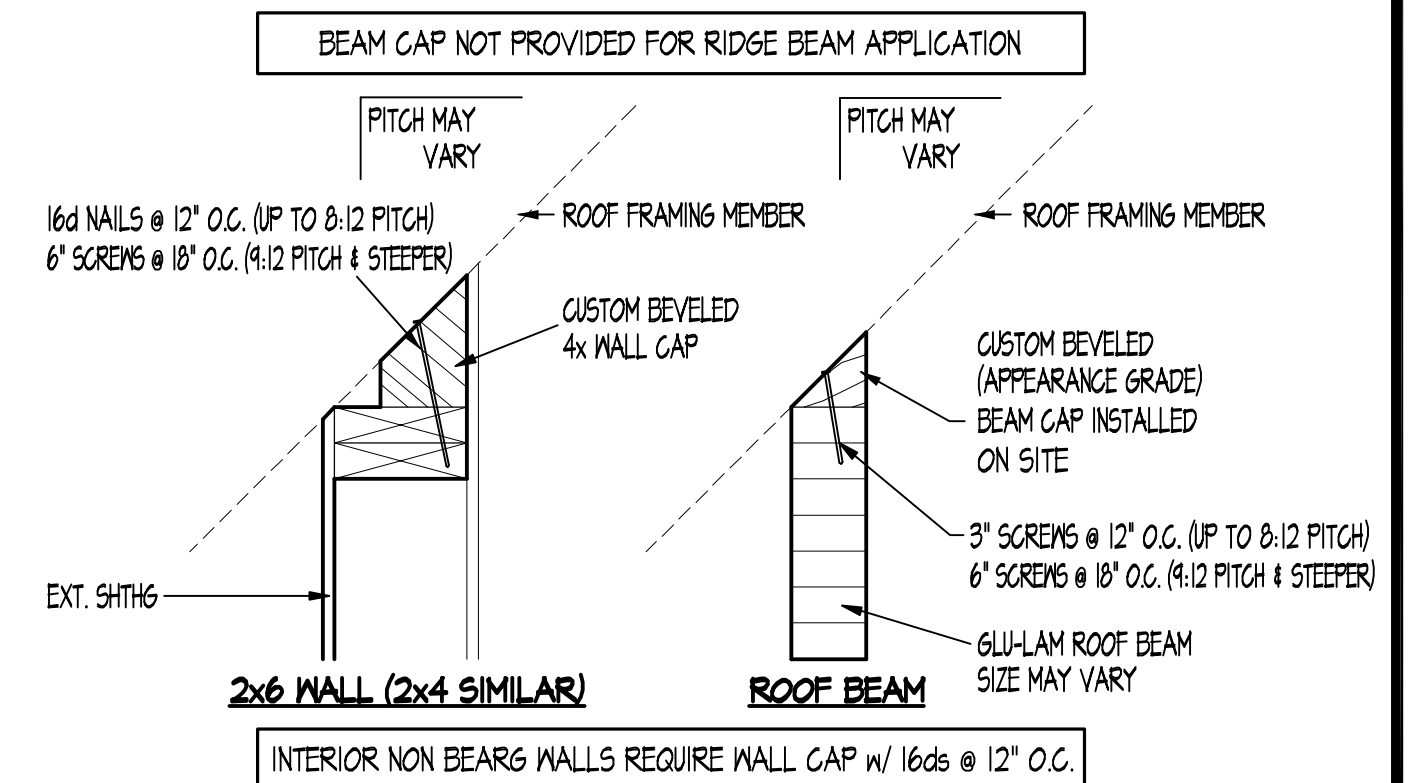 BEAM CAP NOT PROVIDED FOR RIDGE BEAM APPLICATION
PITCH MAY
VARY
PITCH MAY
VARY
16d NAILS @ 12" O.C. (UP TO 8:12 PITCH)
6" SCREWS @ 18" O.C. (9:12 PITCH & STEEPER)
ROOF FRAMING MEMBER
ROOF FRAMING MEMBER
CUSTOM BEVELED
4x WALL CAP
CUSTOM BEVELED
(APPEARANCE GRADE)
BEAM CAP INSTALLED
ON SITE
3" SCREWS @ 12" O.C. (UP TO 8:12 PITCH)
6" SCREWS @ 18" O.C. (9:12 PITCH & STEEPER)
EXT. SHTHG
GLU-LAM ROOF BEAM
SIZE MAY VARY
2x6 WALL (2x4 SIMILAR)
ROOF BEAM
INTERIOR NON BEARG WALLS REQUIRE WALL CAP w/ 16ds @ 12" O.C.